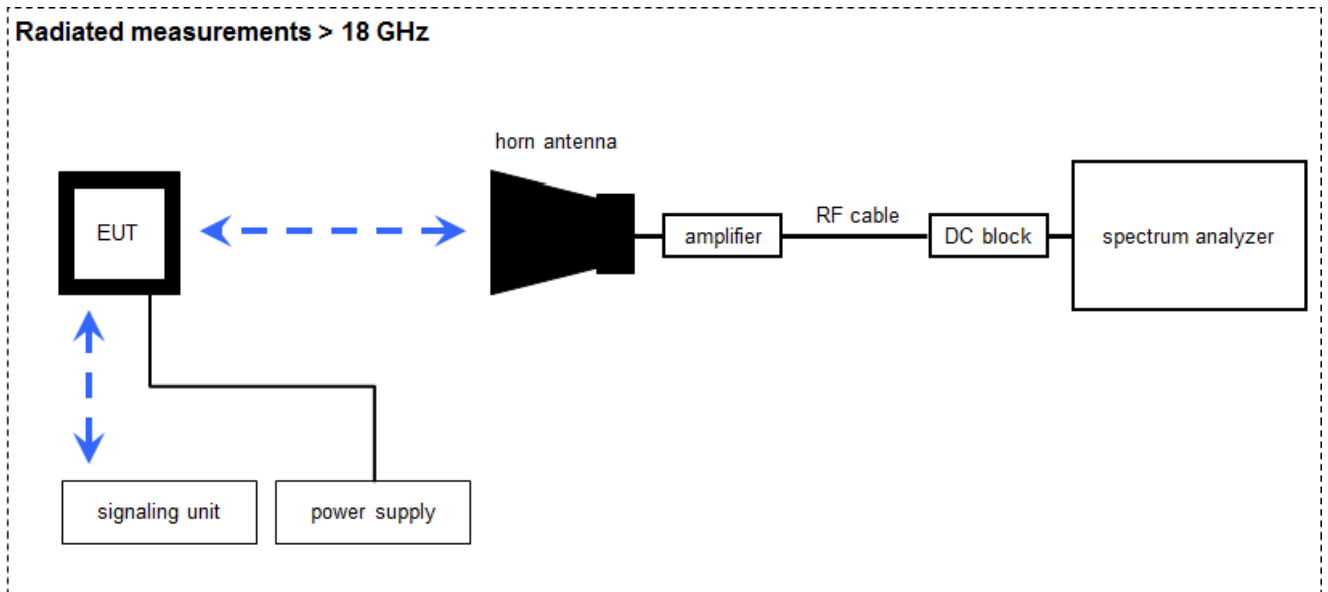 Radiated measurements > 18 GHz
horn antenna
EUT
amplifier
RF cable
DC block
spectrum analyzer
signaling unit
power supply